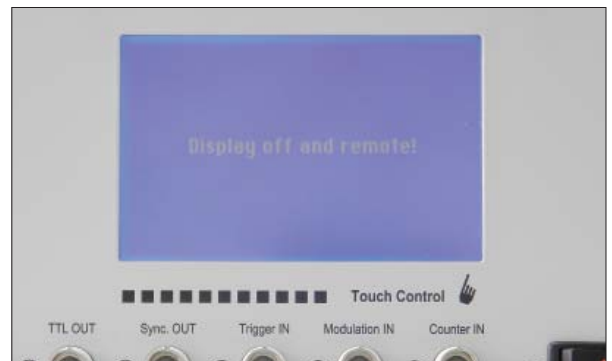 Display off and remote!
Touch Control
TTL OUT Sync. OUT Trigger IN Modulation IN Counter IN